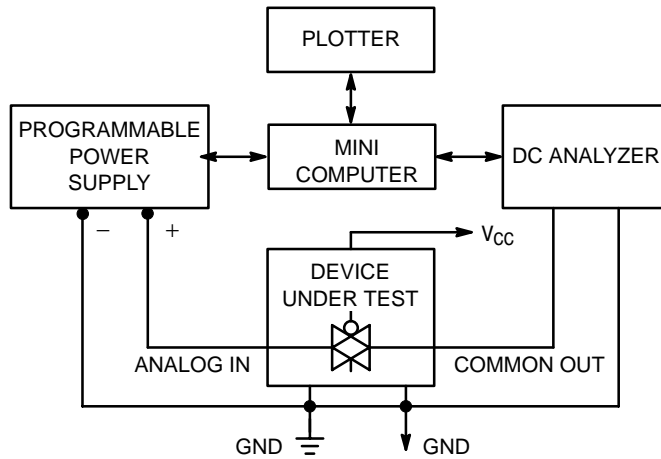 PLOTTER
PROGRAMMABLE
POWER
SUPPLY
MINI
COMPUTER
DC ANALYZER
− +
VCC
DEVICE
UNDER TEST
ANALOG IN
COMMON OUT
GND
GND